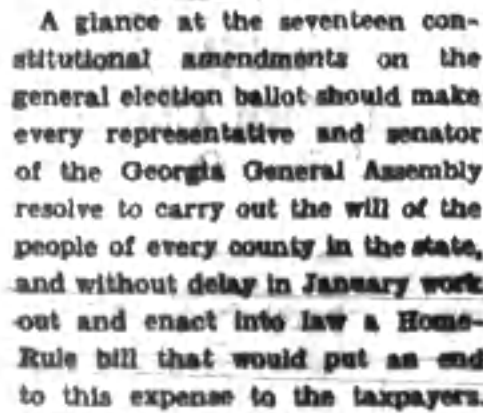 A glance at the seventeen con-
stitutional amendments on the
general election ballot should make
every representative and senator
of the Georgia General Assembly
resolve to carry out the will of the
people of every county in the state,
and without delay in January work
out and enact into law a Home-
Rule bill that would put an end
to this expense to the taxpayers.